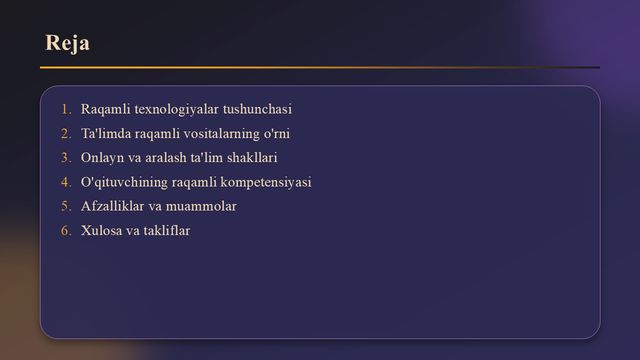 Reja
1. Raqamli texnologiyalar tushunchasi
2. Ta'limda raqamli vositalarning o'rni
3. Onlayn va aralash ta'lim shakllari
4. O'qituvchining raqamli kompetensiyasi
5. Afzalliklar va muammolar
6. Xulosa va takliflar